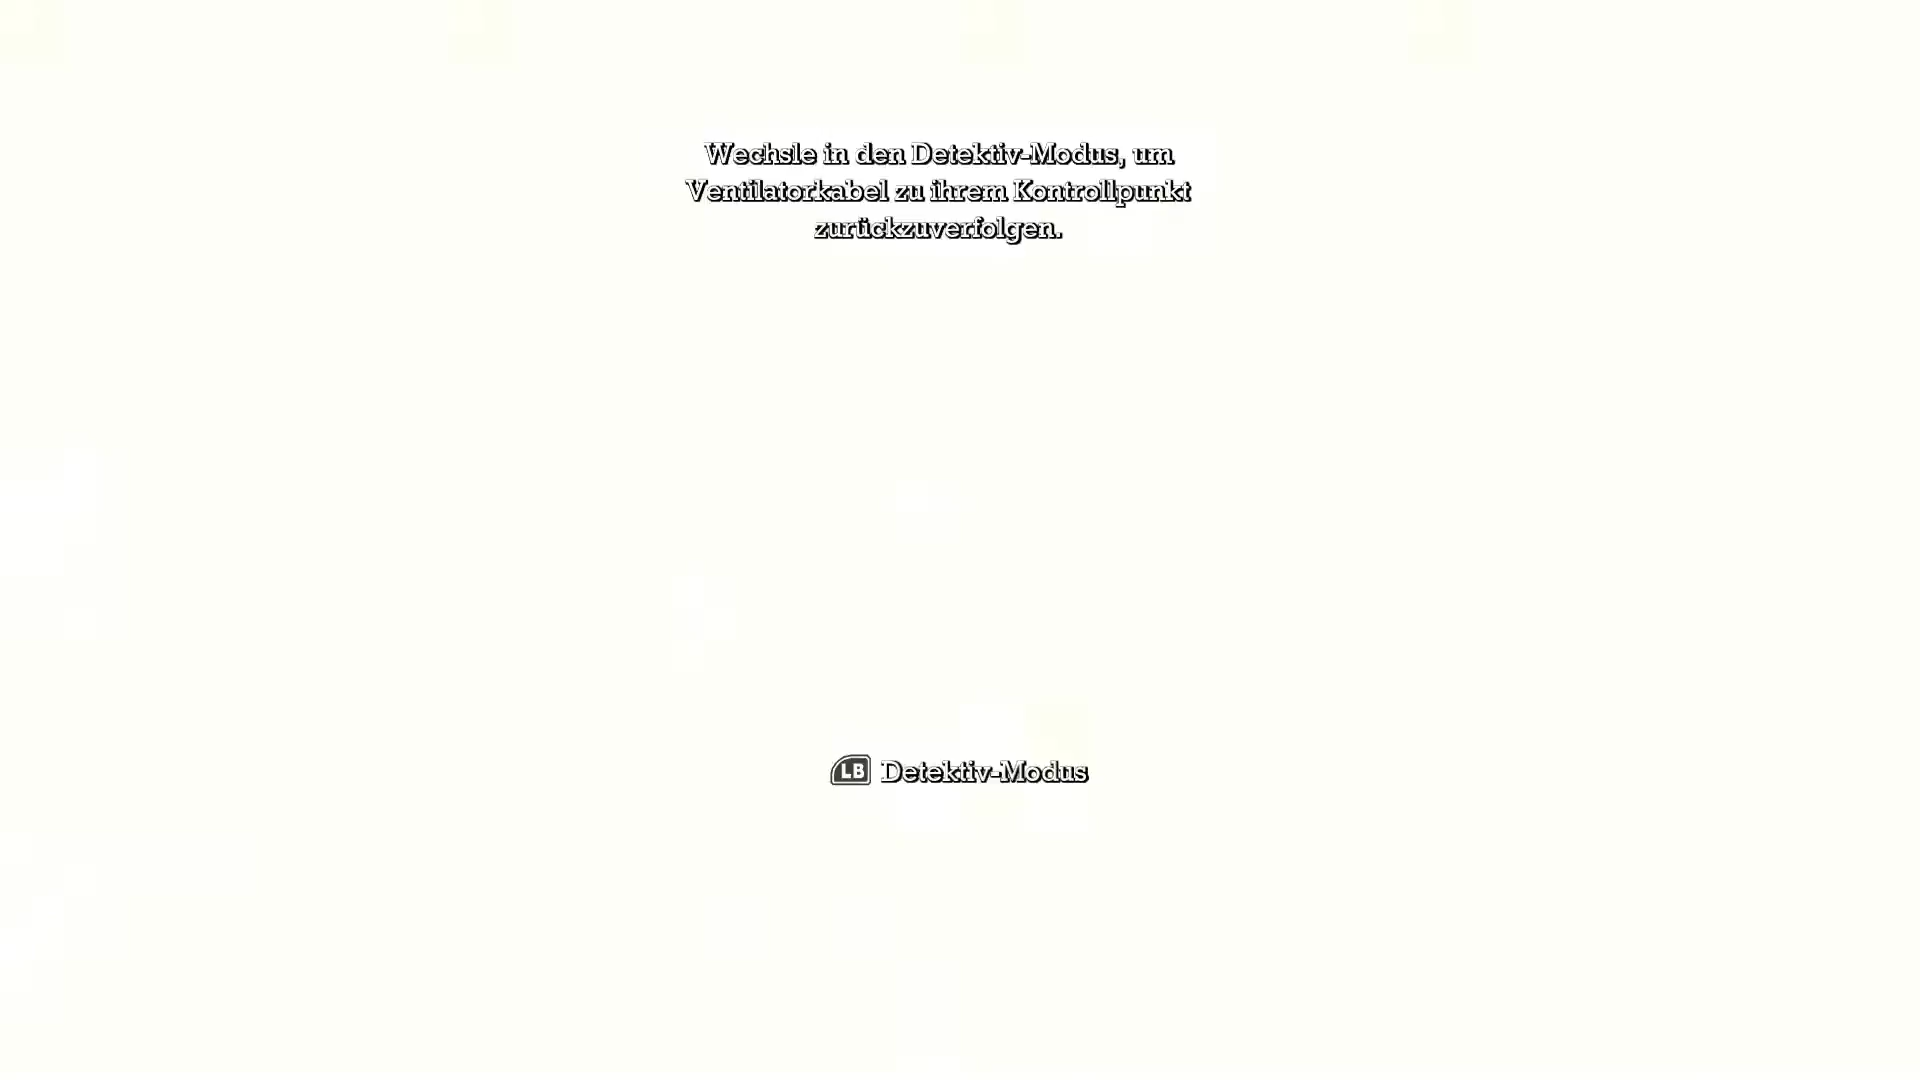 Wechsle in den Detektiv-Modus, um
Ventilatorkabel zu ihrem Kontrollpunkt
zurückzuverfolgen.
LB Detektiv-Modus